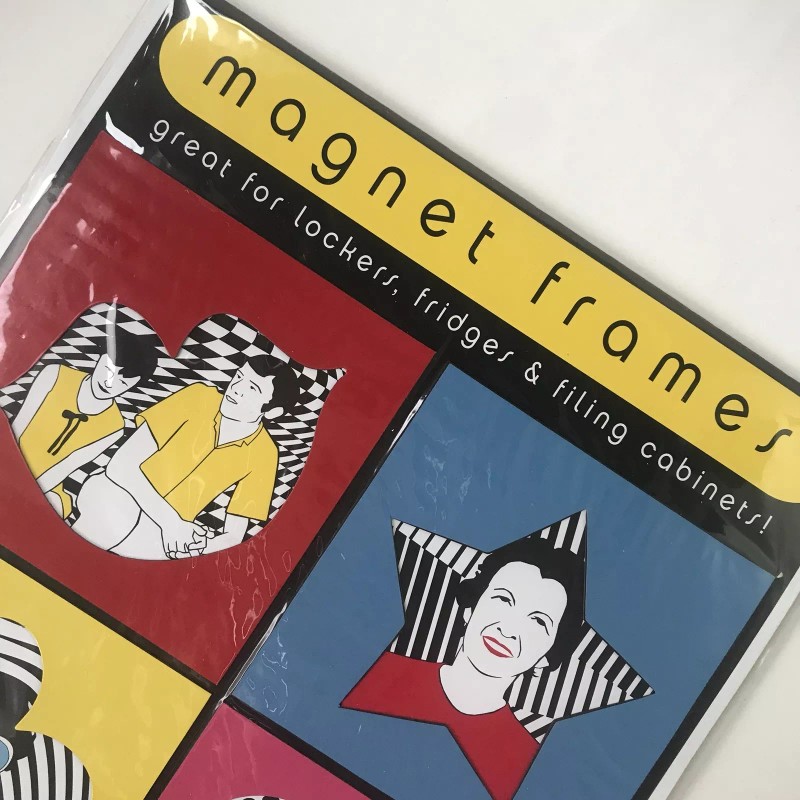 magnet frames
great for lockers, fridges & filing cabinets!